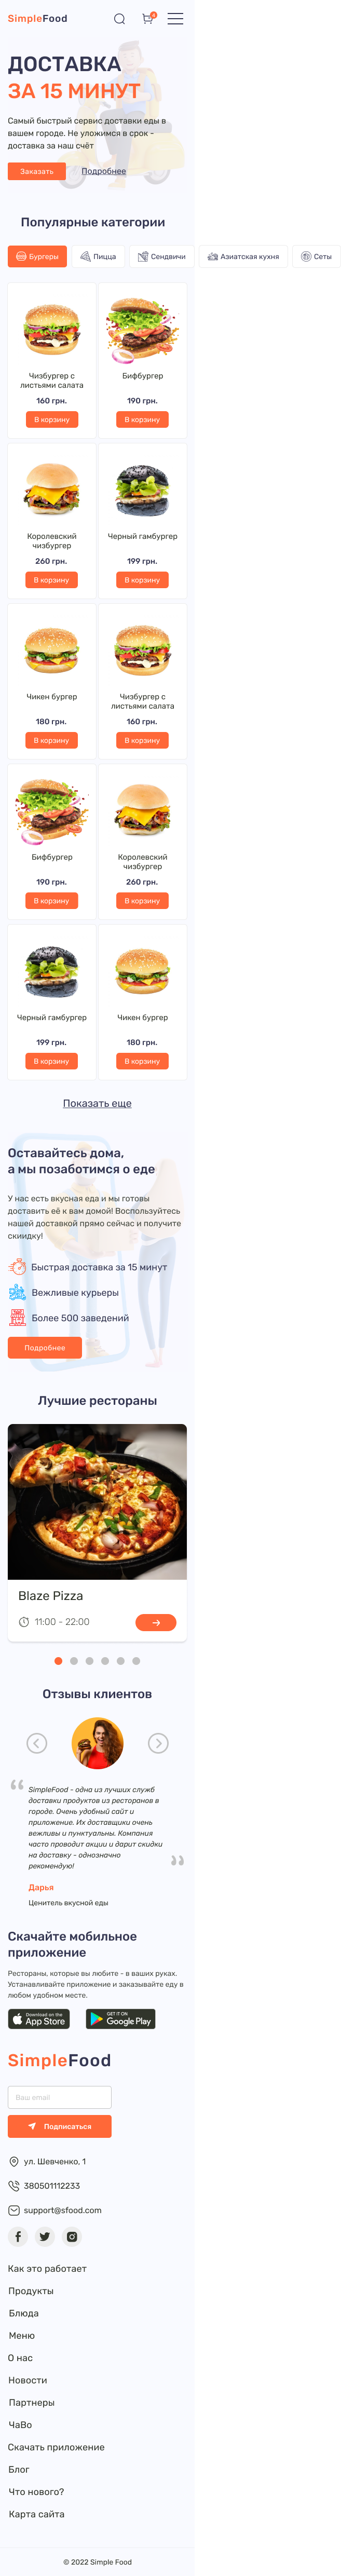 SimpleFood
ДОСТАВКА
ЗА 15 МИНУТ
Самый быстрый сервис доставки еды в
вашем городе. Не уложимся в срок -
доставка за наш счёт
Заказать Подробнее
Популярные категории
Бургеры Пицца Сендвичи Азиатская кухня Сеты
Чизбургер с
листьями салата
160 грн.
В корзину
Бифбургер
190 грн.
В корзину
Королевский
чизбургер
260 грн.
В корзину
Черный гамбургер
199 грн.
В корзину
Чикен бургер
180 грн.
В корзину
Чизбургер с
листьями салата
160 грн.
В корзину
Бифбургер
190 грн.
В корзину
Королевский
чизбургер
260 грн.
В корзину
Черный гамбургер
199 грн.
В корзину
Чикен бургер
180 грн.
В корзину
Показать еще
Оставайтесь дома,
а мы позаботимся о еде
У нас есть вкусная еда и мы готовы
доставить её к вам домой! Воспользуйтесь
нашей доставкой прямо сейчас и получите
скиидку!
Быстрая доставка за 15 минут
Вежливые курьеры
Более 500 заведений
Подробнее
Лучшие рестораны
Blaze Pizza
11:00 - 22:00
Отзывы клиентов
SimpleFood - одна из лучших служб
доставки продуктов из ресторанов в
городе. Очень удобный сайт и
приложение. Их доставщики очень
вежливы и пунктуальны. Компания
часто проводит акции и дарит скидки
на доставку - однозначно
рекомендую!
Дарья
Ценитель вкусной еды
Скачайте мобильное
приложение
Рестораны, которые вы любите - в ваших руках.
Устанавливайте приложение и заказывайте еду в
любом удобном месте.
Download on the
App Store
GET IT ON
Google Play
SimpleFood
Ваш email
Подписаться
ул. Шевченко, 1
380501112233
support@sfood.com
Как это работает
Продукты
Блюда
Меню
О нас
Новости
Партнеры
ЧаВо
Скачать приложение
Блог
Что нового?
Карта сайта
© 2022 Simple Food